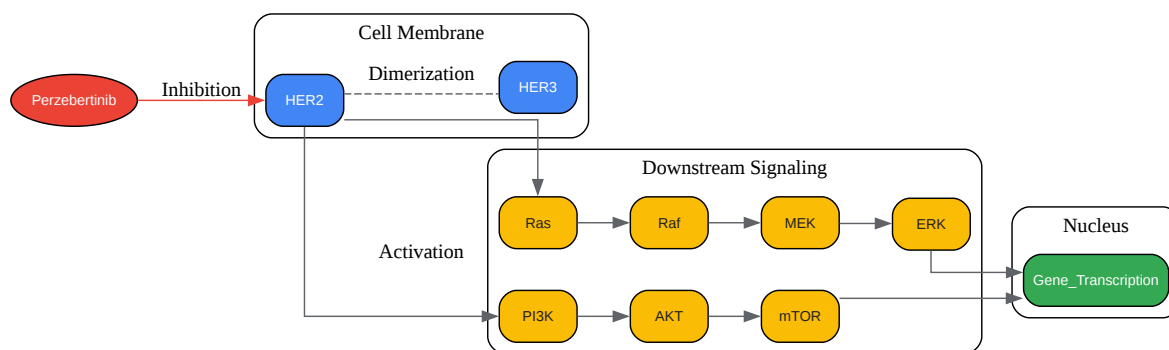 Cell Membrane
Dimerization
HER3
Inhibition
Perzebertinib
HER2
Downstream Signaling
Ras
Raf
MEK
ERK
Nucleus
Activation
Gene_Transcription
PI3K
AKT
mTOR